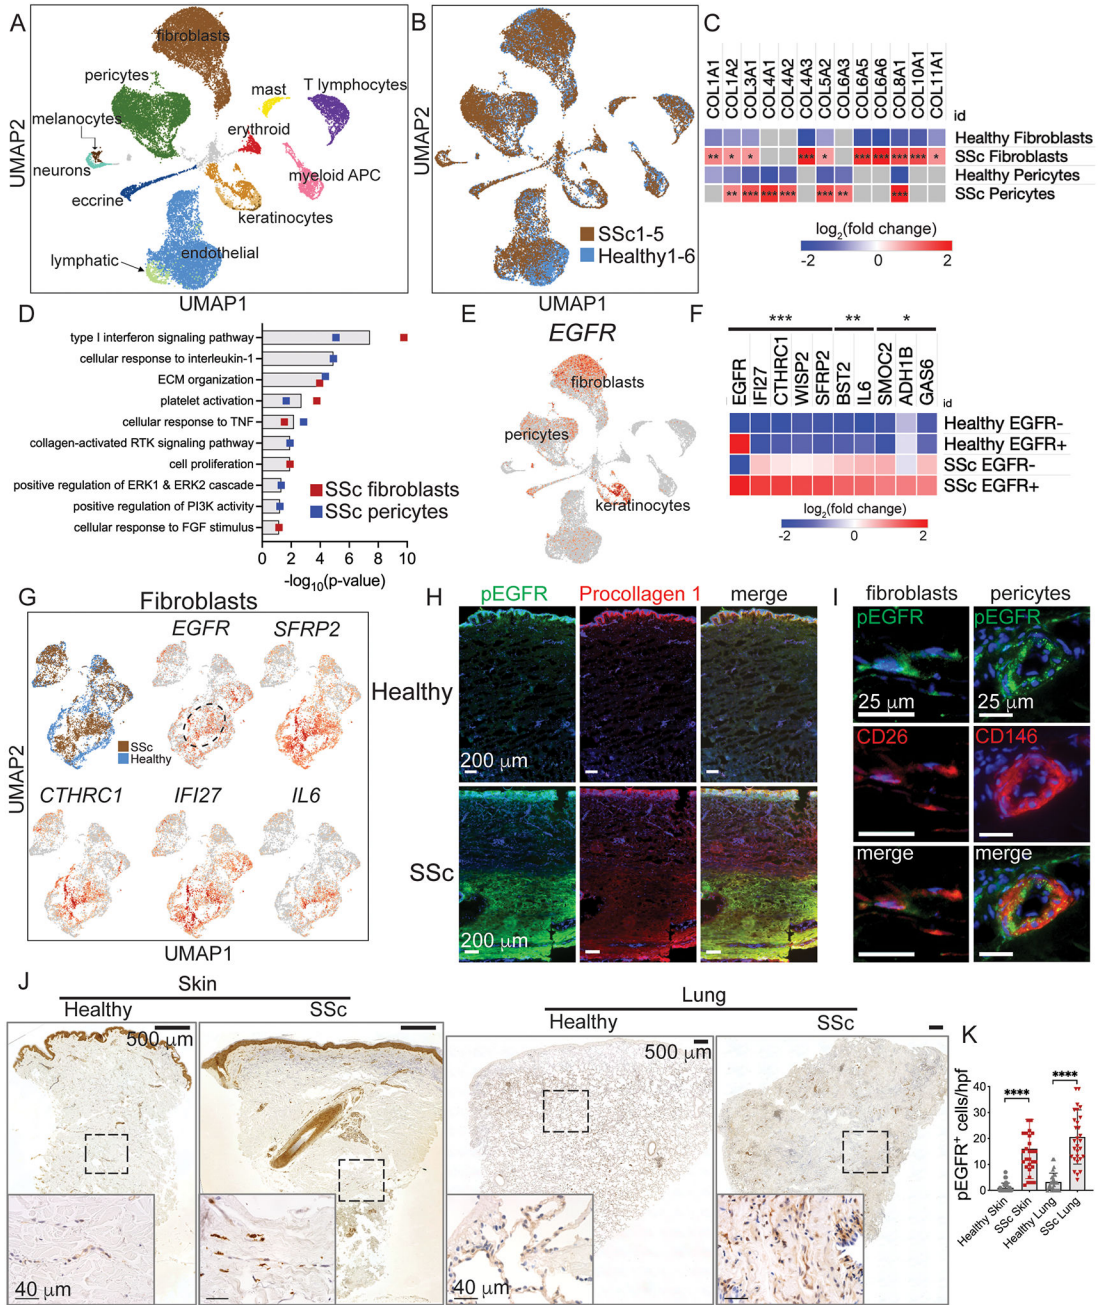 A
fibroblasts
pericytes
mast
T lymphocytes
melanocytes
erythroid
neurons
myeloid APC
eccrine
keratinocytes
endothelial
lymphatic
UMAP2
UMAP1
B
UMAP2
SSc1-5
Healthy1-6
UMAP1
C
COL1A1
COL1A2
COL3A1
COL4A1
COL4A2
COL4A3
COL5A2
COL6A3
COL6A5
COL6A6
COL8A1
COL10A1
COL11A1
id
Healthy Fibroblasts
** * * *** * *** *** *** *** * SSc Fibroblasts
Healthy Pericytes
** *** *** *** *** ** *** SSc Pericytes
log2(fold change)
-2 0 2
D
type I interferon signaling pathway
cellular response to interleukin-1
ECM organization
platelet activation
cellular response to TNF
collagen-activated RTK signaling pathway
cell proliferation
positive regulation of ERK1 & ERK2 cascade
positive regulation of PI3K activity
cellular response to FGF stimulus
SSc fibroblasts
SSc pericytes
0 2 4 6 8 10
-log10(p-value)
E
EGFR
fibroblasts
pericytes
keratinocytes
F
*** ** *
EGFR
IFI27
CTHRC1
WISP2
SFRP2
BST2
IL6
SMOC2
ADH1B
GAS6
id
Healthy EGFR-
Healthy EGFR+
SSc EGFR-
SSc EGFR+
log2(fold change)
-2 0 2
G
Fibroblasts
EGFR SFRP2
SSc
Healthy
CTHRC1 IFI27 IL6
UMAP2
UMAP1
H
pEGFR Procollagen 1 merge
Healthy
200 µm
SSc
200 µm
I
fibroblasts pericytes
pEGFR pEGFR
25 µm 25 µm
CD26 CD146
merge merge
J
Skin
Healthy SSc
500 µm
40 µm
Lung
Healthy SSc
500 µm
40 µm
K
**** ****
pEGFR+ cells/hpf
40
30
20
10
0
Healthy Skin
SSc Skin
Healthy Lung
SSc Lung